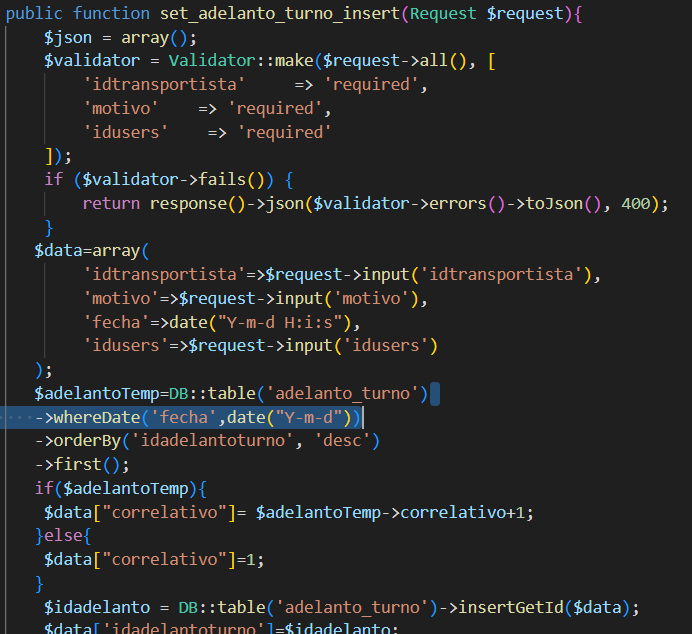 public function set_adelanto_turno_insert(Request $request){
$json = array();
$validator = Validator::make($request->all(), [
'idtransportista'     => 'required',
'motivo'    => 'required',
'idusers'    => 'required'
]);
if ($validator->fails()) {
return response()->json($validator->errors()->toJson(), 400);
}
$data=array(
'idtransportista'=>$request->input('idtransportista'),
'motivo'=>$request->input('motivo'),
'fecha'=>date("Y-m-d H:i:s"),
'idusers'=>$request->input('idusers')
);
$adelantoTemp=DB::table('adelanto_turno')
->whereDate('fecha',date("Y-m-d"))
->orderBy('idadelantoturno', 'desc')
->first();
if($adelantoTemp){
$data["correlativo"]= $adelantoTemp->correlativo+1;
}else{
$data["correlativo"]=1;
}
$idadelanto = DB::table('adelanto_turno')->insertGetId($data);
$data['idadelantoturno']=$idadelanto;